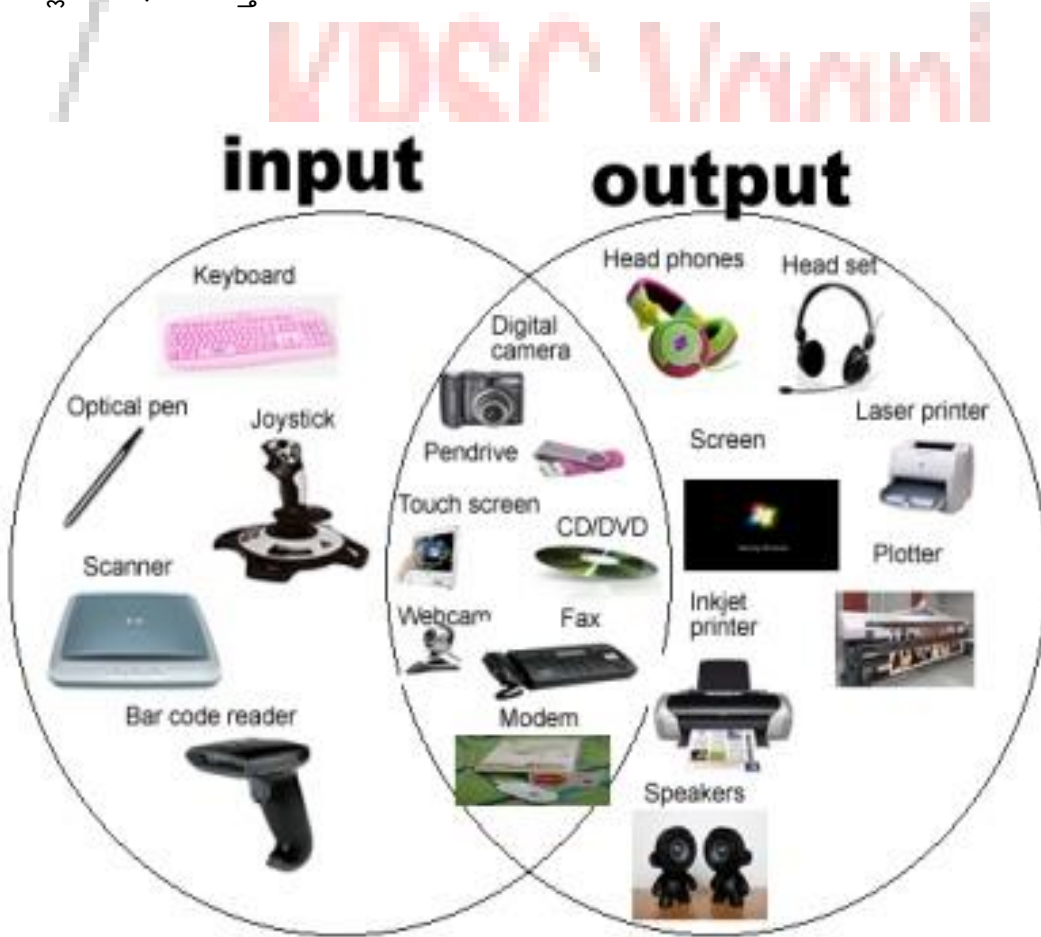 input
output
Keyboard
Head phones
Head set
Digital
camera
Optical pen
Joystick
Laser printer
Pendrive
Screen
Touch screen
CD/DVD
Scanner
Plotter
Webcam
Fax
Inkjet
printer
Bar code reader
Modem
Speakers